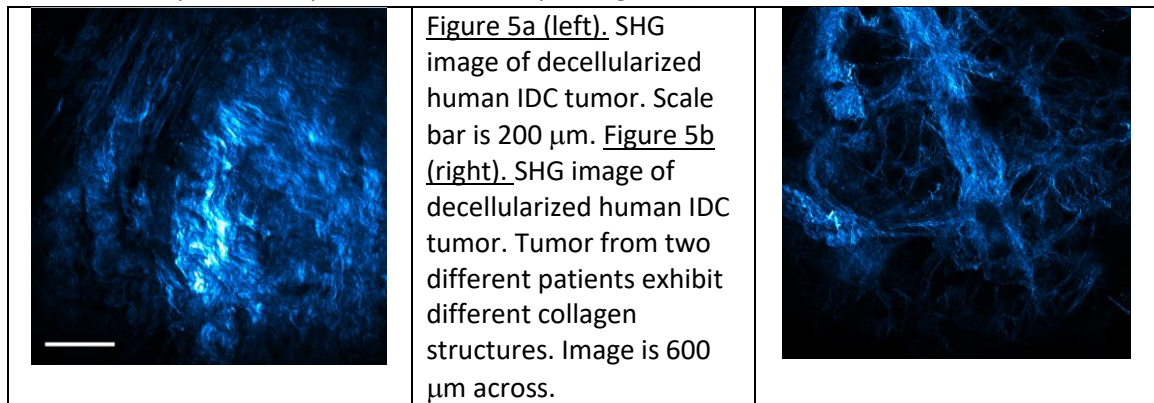 Figure 5a (left). SHG
image of decellularized
human IDC tumor. Scale
bar is 200 μm. Figure 5b
(right). SHG image of
decellularized human IDC
tumor. Tumor from two
different patients exhibit
different collagen
structures. Image is 600
μm across.